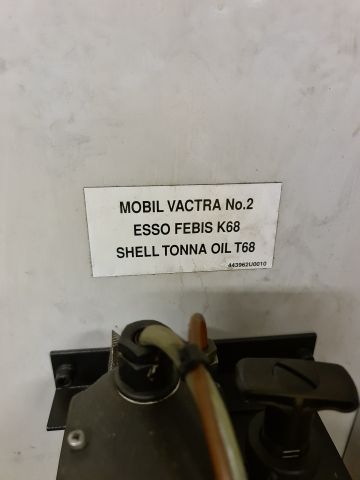 MOBIL VACTRA No.2
ESSO FEBIS K68
SHELL TONNA OIL T68
443962U0010